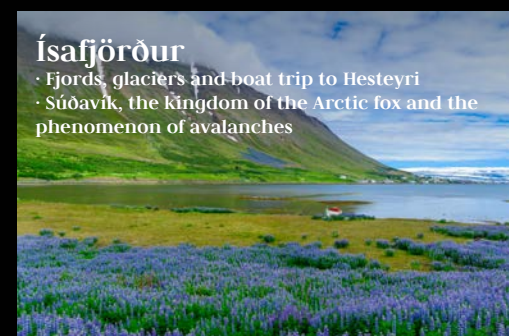 Ísafjörður
· Fjords, glaciers and boat trip to Hesteyri
· Súðavík, the kingdom of the Arctic fox and the
phenomenon of avalanches